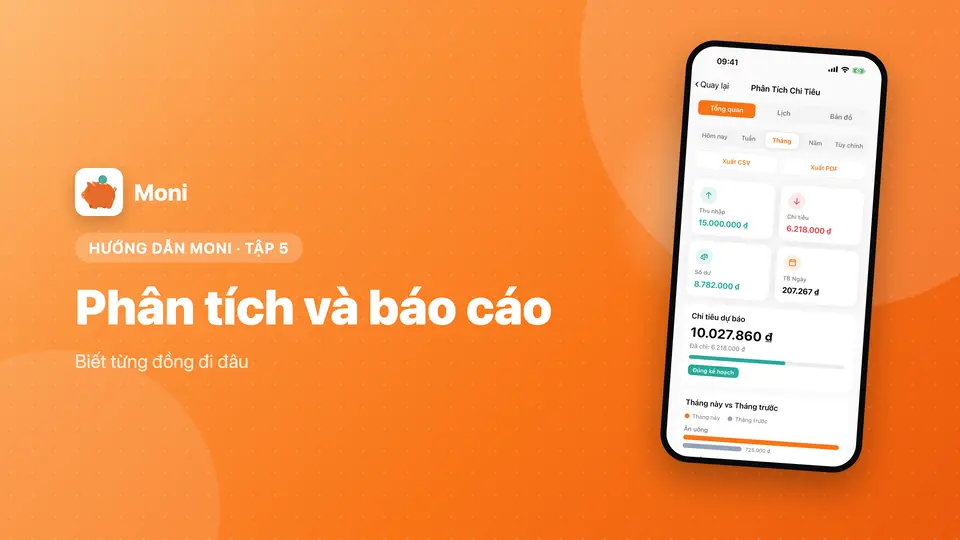 Moni
HƯỚNG DẪN MONI · TẬP 5
Phân tích và báo cáo
Biết từng đồng đi đâu
09:41
‹ Quay lại
Phân Tích Chi Tiêu
Tổng quan
Lịch
Bản đồ
Hôm nay
Tuần
Tháng
Năm
Tùy chỉnh
Xuất CSV
Xuất PDF
Thu nhập
15.000.000 ₫
Chi tiêu
6.218.000 ₫
Số dư
8.782.000 ₫
TB Ngày
207.267 ₫
Chi tiêu dự báo
10.027.860 ₫
Đã chi: 6.218.000 ₫
Đúng kế hoạch
Tháng này vs Tháng trước
Tháng này
Tháng trước
Ăn uống
725.000 ₫